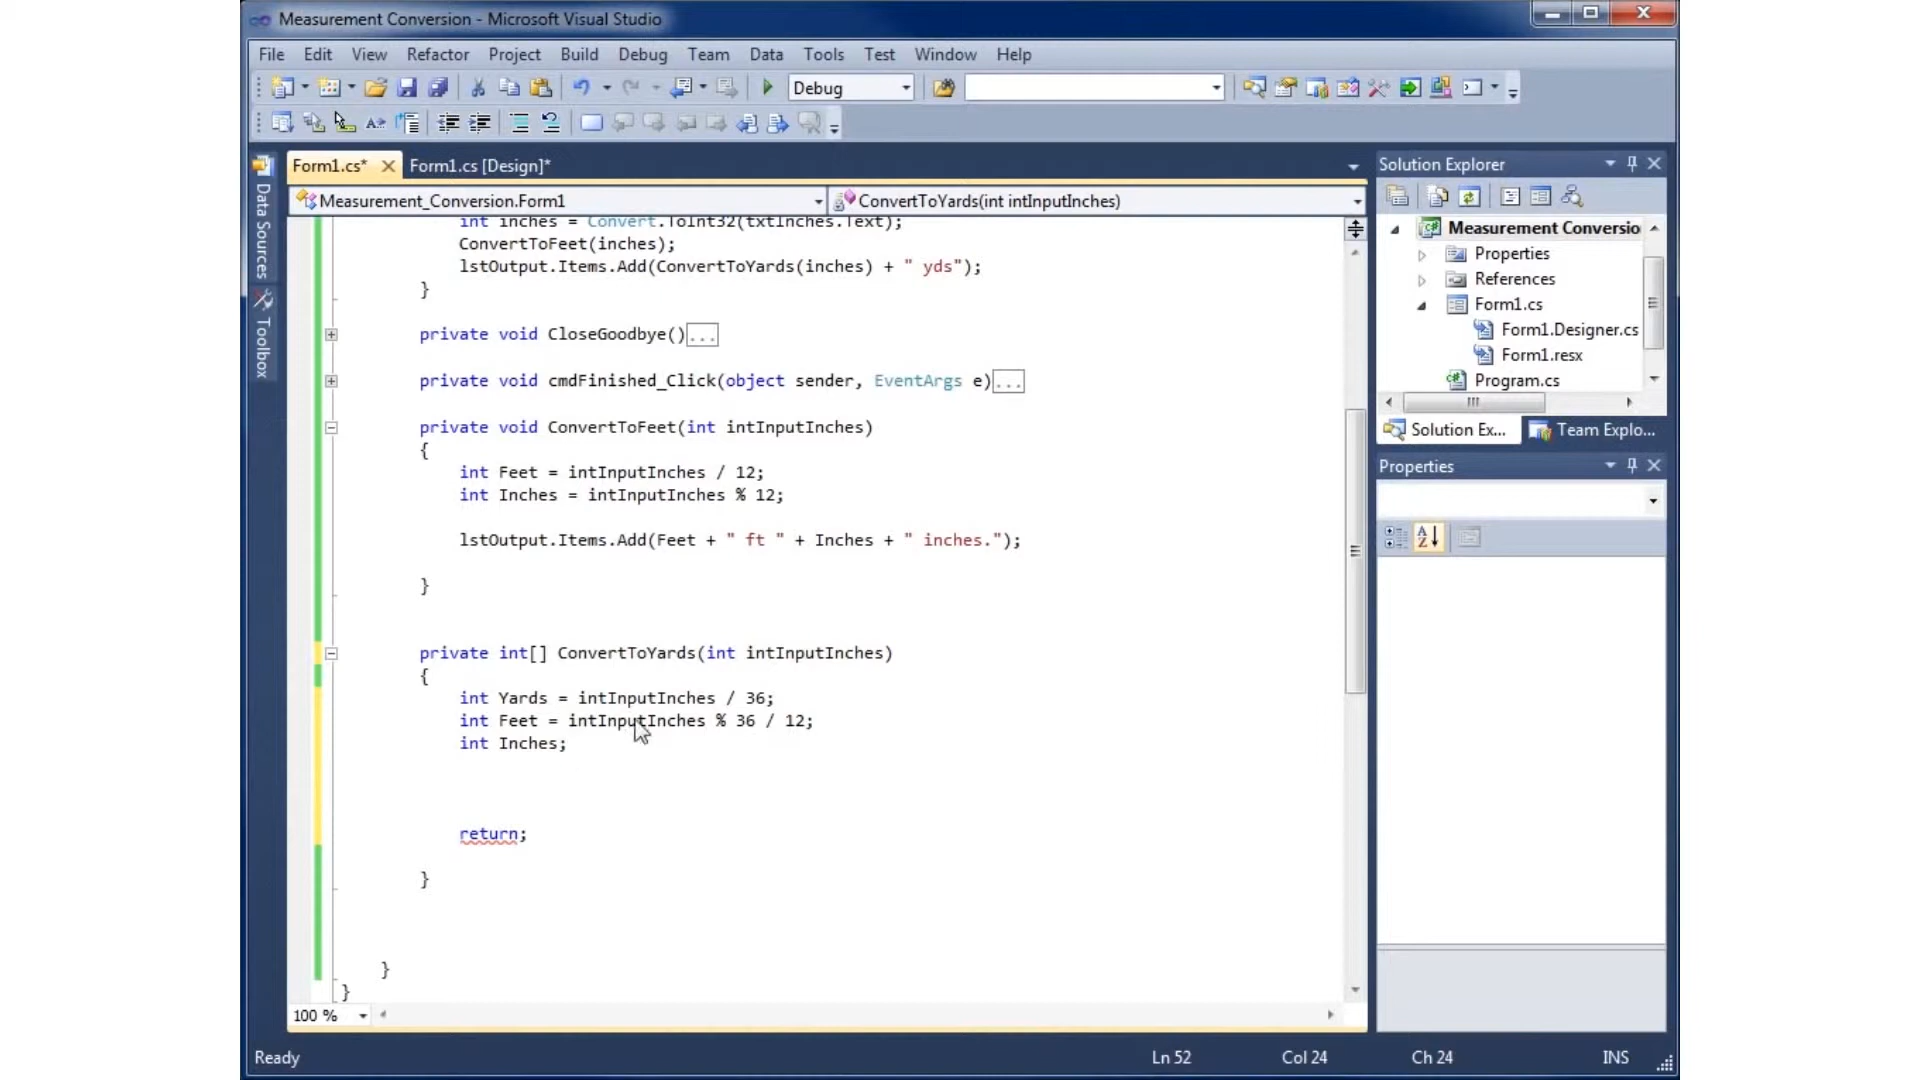 Measurement Conversion - Microsoft Visual Studio
File Edit View Refactor Project Build Debug Team Data Tools Test Window Help
Debug
Form1.cs* Form1.cs [Design]*
Measurement_Conversion.Form1 ConvertToYards(int intInputInches)
Data Sources
Toolbox
int inches = Convert.ToInt32(txtInches.Text);
ConvertToFeet(inches);
lstOutput.Items.Add(ConvertToYards(inches) + " yds");
}
private void CloseGoodbye()...
private void cmdFinished_Click(object sender, EventArgs e)...
private void ConvertToFeet(int intInputInches)
{
int Feet = intInputInches / 12;
int Inches = intInputInches % 12;
lstOutput.Items.Add(Feet + " ft " + Inches + " inches.");
}
private int[] ConvertToYards(int intInputInches)
{
int Yards = intInputInches / 36;
int Feet = intInputInches % 36 / 12;
int Inches;
return;
}
}
}
100 %
Solution Explorer
Measurement Conversio
Properties
References
Form1.cs
Form1.Designer.cs
Form1.resx
Program.cs
Solution Ex... Team Explo...
Properties
Ready Ln 52 Col 24 Ch 24 INS